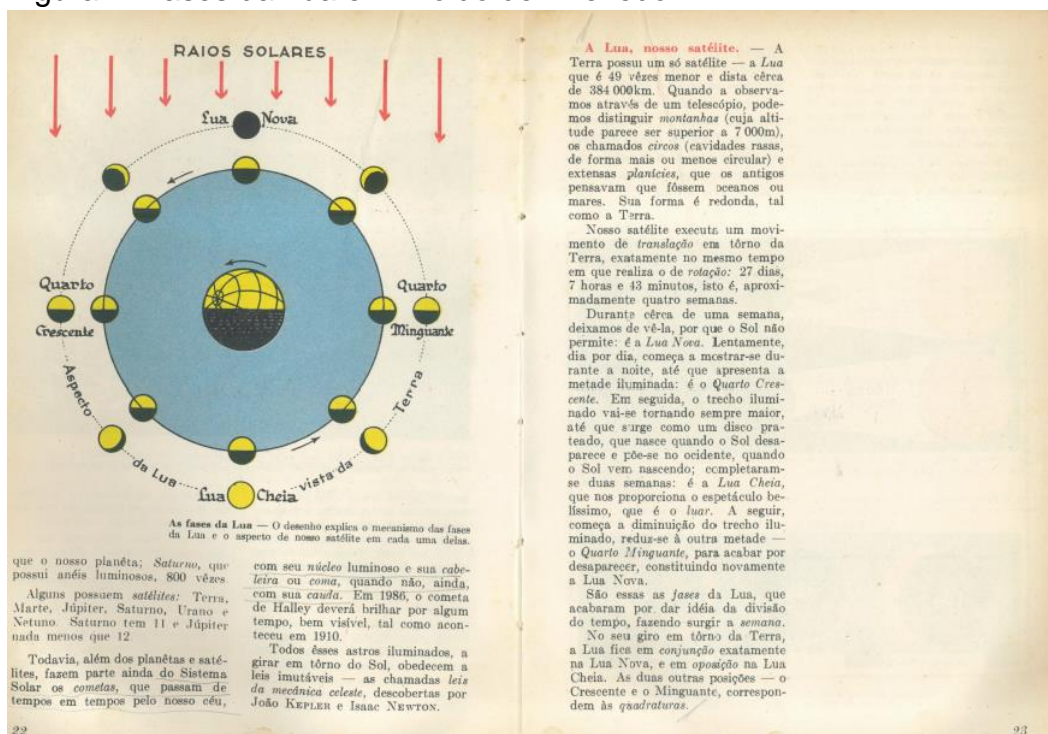 RAIOS SOLARES
Lua Nova
Quarto
Crescente
Quarto
Minguante
Aspecto da Lua vista da Terra
Lua Cheia
As fases da Lua — O desenho explica o mecanismo das fases
da Lua e o aspecto de nosso satélite em cada uma delas.
que o nosso planêta; Saturno, que
possui anéis luminosos, 800 vêzes
Alguns possuem satélites: Terra,
Marte, Júpiter, Saturno, Urano e
Netuno. Saturno tem 11 e Júpiter
nada menos que 12
Todavia, além dos planêtas e saté-
lites, fazem parte ainda do Sistema
Solar os cometas, que passam de
tempos em tempos pelo nosso céu,
com seu núcleo luminoso e sua cabe-
leira ou coma, quando não, ainda,
com sua cauda. Em 1986, o cometa
de Halley deverá brilhar por algum
tempo, bem visível, tal como acon-
teceu em 1910.
Todos êsses astros iluminados, a
girar em tôrno do Sol, obedecem a
leis imutáveis — as chamadas leis
da mecânica celeste, descobertas por
João KEPLER e Isaac NEWTON.
22
A Lua, nosso satélite. — A
Terra possui um só satélite — a Lua
que é 49 vêzes menor e dista cêrca
de 384 000km. Quando a observa-
mos através de um telescópio, pode-
mos distinguir montanhas (cuja alti-
tude parece ser superior a 7 000m),
os chamados circos (cavidades rasas,
de forma mais ou menos circular) e
extensas planícies, que os antigos
pensavam que fôssem oceanos ou
mares. Sua forma é redonda, tal
como a Terra.
Nosso satélite executa um movi-
mento de translação em tôrno da
Terra, exatamente no mesmo tempo
em que realiza o de rotação: 27 dias,
7 horas e 43 minutos, isto é, aproxi-
madamente quatro semanas.
Durante cêrca de uma semana,
deixamos de vê-la, por que o Sol não
permite: é a Lua Nova. Lentamente,
dia por dia, começa a mostrar-se du-
rante a noite, até que apresenta a
metade iluminada: é o Quarto Cres-
cente. Em seguida, o trecho ilumi-
nado vai-se tornando sempre maior,
até que surge como um disco pra-
teado, que nasce quando o Sol desa-
parece e põe-se no ocidente, quando
o Sol vem nascendo; completaram-
se duas semanas: é a Lua Cheia,
que nos proporciona o espetáculo be-
líssimo, que é o luar. A seguir,
começa a diminuição do trecho ilu-
minado, reduz-se à outra metade —
o Quarto Minguante, para acabar por
desaparecer, constituindo novamente
a Lua Nova.
São essas as fases da Lua, que
acabaram por dar idéia da divisão
do tempo, fazendo surgir a semana.
No seu giro em tôrno da Terra,
a Lua fica em conjunção exatamente
na Lua Nova, e em oposição na Lua
Cheia. As duas outras posições — o
Crescente e o Minguante, correspon-
dem às quadraturas.
23